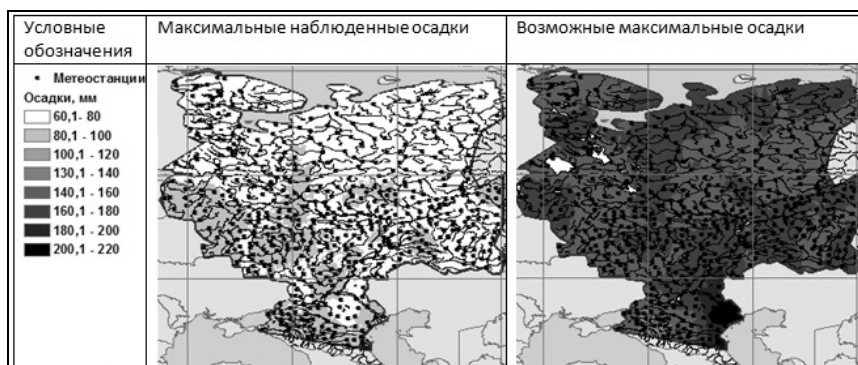 Условные
обозначения
Максимальные наблюденные осадки
Возможные максимальные осадки
Метеостанции
Осадки, мм
60,1- 80
80,1 - 100
100,1 - 120
130,1 - 140
140,1 - 160
160,1 - 180
180,1 - 200
200,1 - 220